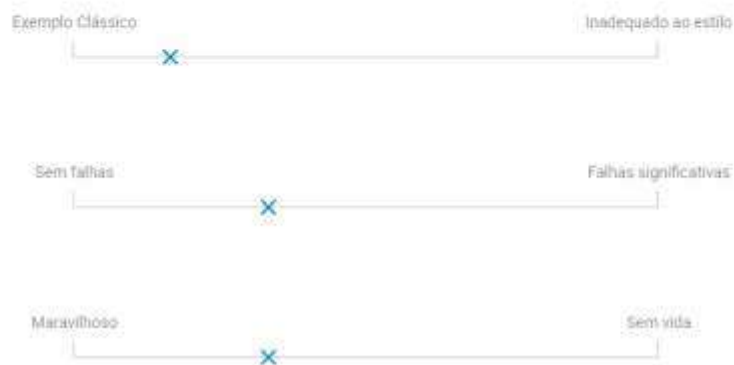 Exemplo Clássico Inadequado ao estilo
Sem falhas Falhas significativas
Maravilhoso Sem vida